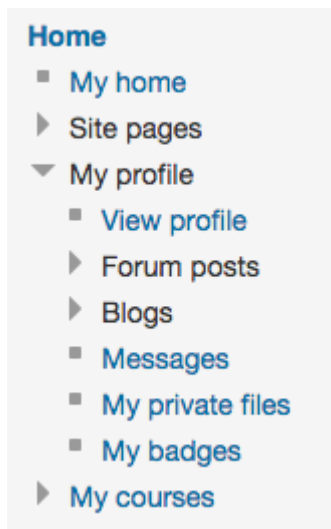 Home
My home
Site pages
My profile
View profile
Forum posts
Blogs
Messages
My private files
My badges
My courses